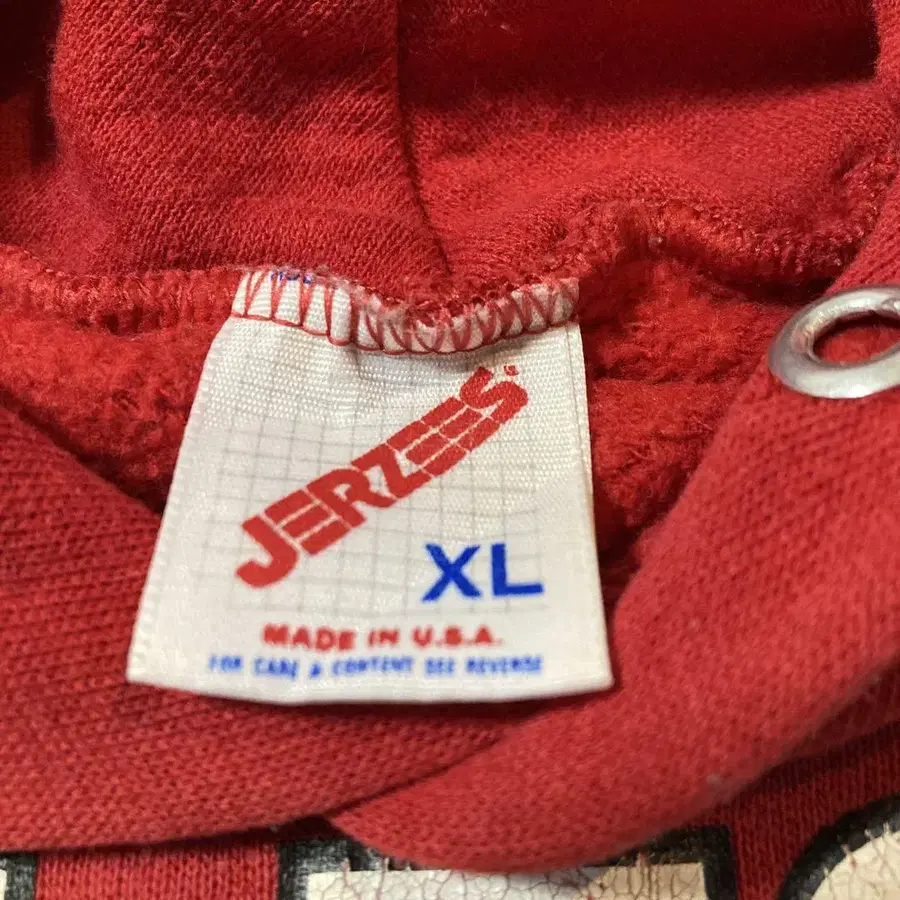 JERZEES
XL
MADE IN U.S.A.
FOR CARE & CONTENT SEE REVERSE